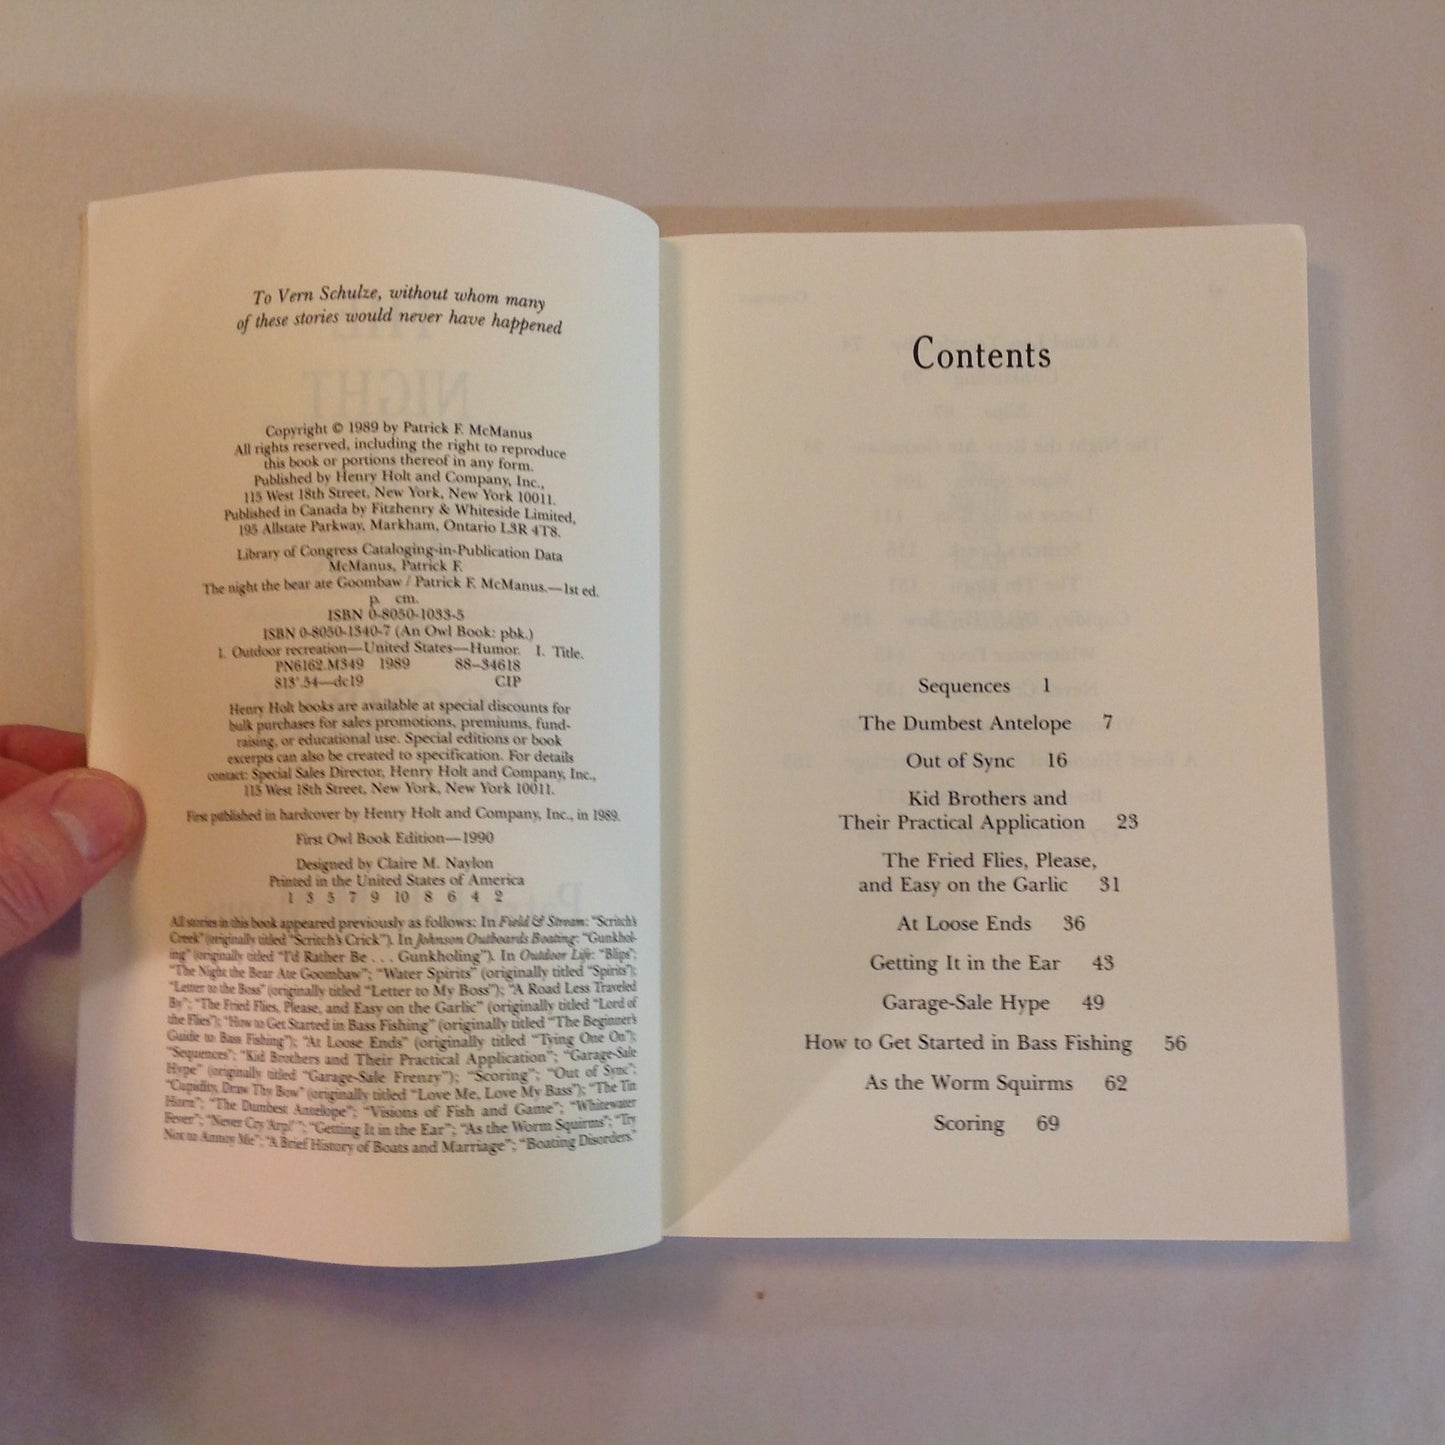 To Vern Schulze, without whom many
of these stories would never have happened
Copyright © 1989 by Patrick F. McManus
All rights reserved, including the right to reproduce
this book or portions thereof in any form.
Published by Henry Holt and Company, Inc.,
115 West 18th Street, New York, New York 10011.
Published in Canada by Fitzhenry & Whiteside Limited,
195 Allstate Parkway, Markham, Ontario L3R 4T8.
Library of Congress Cataloging-in-Publication Data
McManus, Patrick F.
The night the bear ate Goombaw / Patrick F. McManus.—1st ed.
p. cm.
ISBN 0-8050-1033-5
ISBN 0-8050-1340-7 (An Owl Book: pbk.)
1. Outdoor recreation—United States—Humor. I. Title.
PN6162.M349 1989 88–34618
813'.54—dc19 CIP
Henry Holt books are available at special discounts for
bulk purchases for sales promotions, premiums, fund-
raising, or educational use. Special editions or book
excerpts can also be created to specification. For details
contact: Special Sales Director, Henry Holt and Company, Inc.,
115 West 18th Street, New York, New York 10011.
First published in hardcover by Henry Holt and Company, Inc., in 1989.
First Owl Book Edition—1990
Designed by Claire M. Naylon
Printed in the United States of America
1 3 5 7 9 10 8 6 4 2
All stories in this book appeared previously as follows: In Field & Stream: "Scritch's
Creek" (originally titled "Scritch's Crick"). In Johnson Outboards Boating: "Gunkhol-
ing" (originally titled "I'd Rather Be . . . Gunkholing"). In Outdoor Life: "Blips";
"The Night the Bear Ate Goombaw"; "Water Spirits" (originally titled "Spirits");
"Letter to the Boss" (originally titled "Letter to My Boss"); "A Road Less Traveled
By"; "The Fried Flies, Please, and Easy on the Garlic" (originally titled "Lord of
the Flies"); "How to Get Started in Bass Fishing" (originally titled "The Beginner's
Guide to Bass Fishing"); "At Loose Ends" (originally titled "Tying One On");
"Sequences"; "Kid Brothers and Their Practical Application"; "Garage-Sale
Hype" (originally titled "Garage-Sale Frenzy"); "Scoring"; "Out of Sync";
"Cupidity, Draw Thy Bow" (originally titled "Love Me, Love My Bass"); "The Tin
Horn"; "The Dumbest Antelope"; "Visions of Fish and Game"; "Whitewater
Fever"; "Never Cry 'Arp!' "; "Getting It in the Ear"; "As the Worm Squirms"; "Try
Not to Annoy Me"; "A Brief History of Boats and Marriage"; "Boating Disorders."
Contents
Sequences 1
The Dumbest Antelope 7
Out of Sync 16
Kid Brothers and
Their Practical Application 23
The Fried Flies, Please,
and Easy on the Garlic 31
At Loose Ends 36
Getting It in the Ear 43
Garage-Sale Hype 49
How to Get Started in Bass Fishing 56
As the Worm Squirms 62
Scoring 69